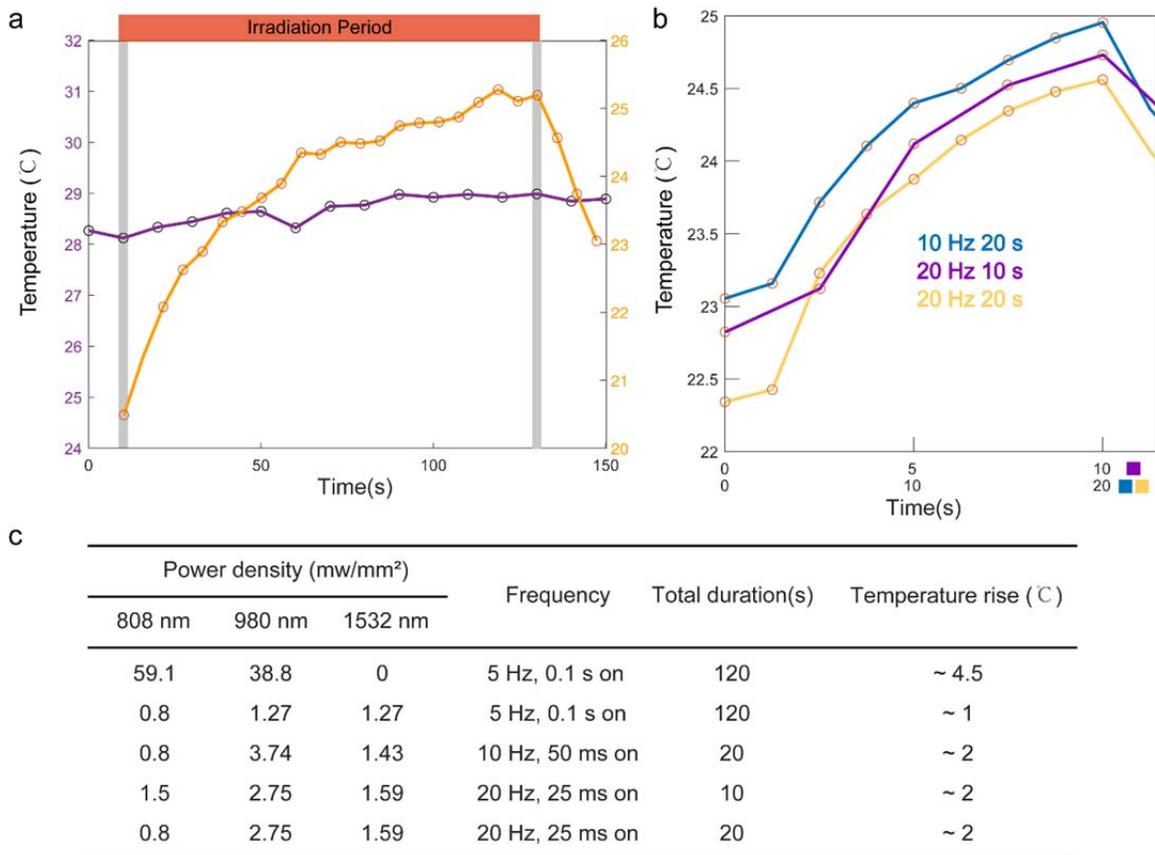 a
Irradiation Period
32
31
30
29
28
27
26
25
24
Temperature (℃)
26
25
24
23
22
21
20
0 50 100 150
Time(s)
b
25
24.5
24
23.5
23
22.5
22
Temperature (℃)
10 Hz 20 s
20 Hz 10 s
20 Hz 20 s
0 5 10
0 10 20
Time(s)
c
Power density (mw/mm²) Frequency Total duration(s) Temperature rise (℃)
808 nm 980 nm 1532 nm
59.1 38.8 0 5 Hz, 0.1 s on 120 ~ 4.5
0.8 1.27 1.27 5 Hz, 0.1 s on 120 ~ 1
0.8 3.74 1.43 10 Hz, 50 ms on 20 ~ 2
1.5 2.75 1.59 20 Hz, 25 ms on 10 ~ 2
0.8 2.75 1.59 20 Hz, 25 ms on 20 ~ 2